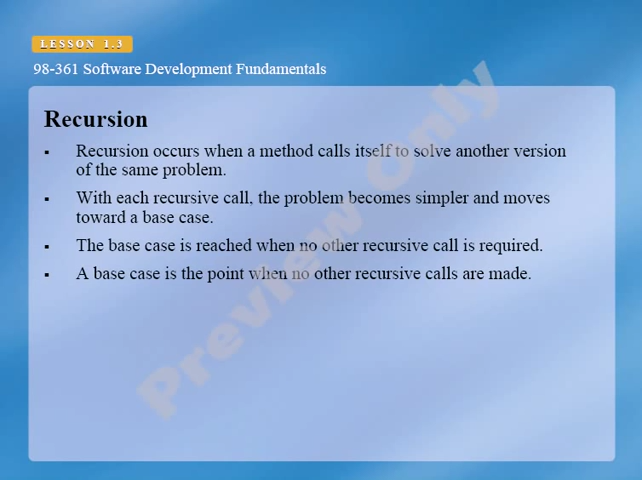 LESSON 1.3
98-361 Software Development Fundamentals
Recursion
▪ Recursion occurs when a method calls itself to solve another version
of the same problem.
▪ With each recursive call, the problem becomes simpler and moves
toward a base case.
▪ The base case is reached when no other recursive call is required.
▪ A base case is the point when no other recursive calls are made.
Preview Only